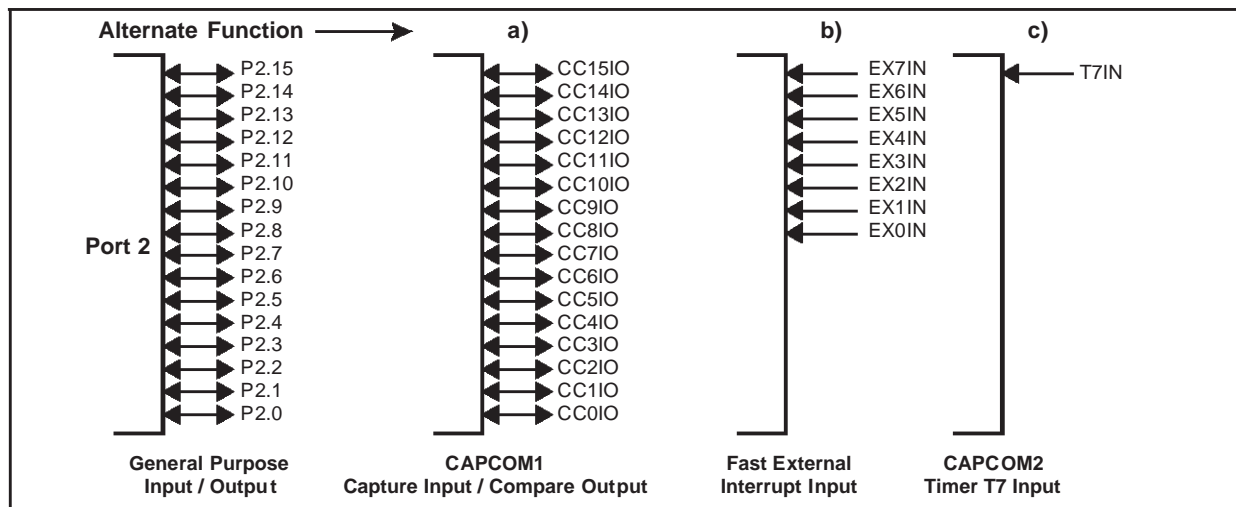 Alternate Function a) b) c)
P2.15 CC15IO EX7IN T7IN
P2.14 CC14IO EX6IN
P2.13 CC13IO EX5IN
P2.12 CC12IO EX4IN
P2.11 CC11IO EX3IN
P2.10 CC10IO EX2IN
P2.9 CC9IO EX1IN
P2.8 CC8IO EX0IN
Port 2 P2.7 CC7IO
P2.6 CC6IO
P2.5 CC5IO
P2.4 CC4IO
P2.3 CC3IO
P2.2 CC2IO
P2.1 CC1IO
P2.0 CC0IO
General Purpose CAPCOM1 Fast External CAPCOM2
Input / Output Capture Input / Compare Output Interrupt Input Timer T7 Input